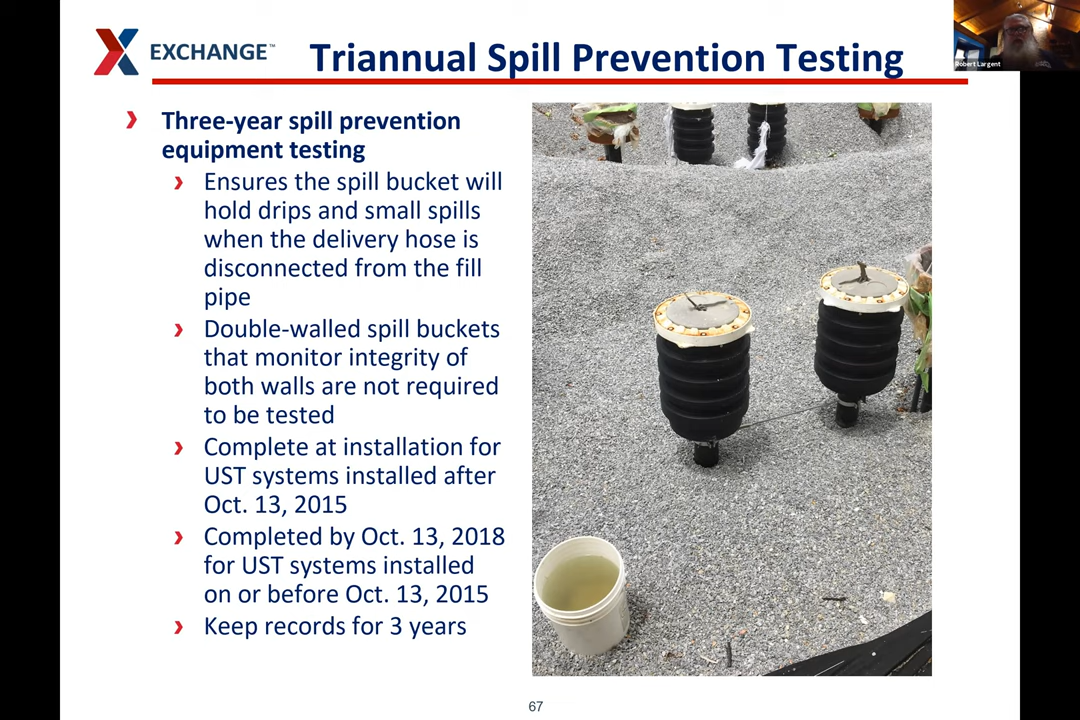 EXCHANGE™
Triannual Spill Prevention Testing
Robert Largent
› Three-year spill prevention
equipment testing
› Ensures the spill bucket will
hold drips and small spills
when the delivery hose is
disconnected from the fill
pipe
› Double-walled spill buckets
that monitor integrity of
both walls are not required
to be tested
› Complete at installation for
UST systems installed after
Oct. 13, 2015
› Completed by Oct. 13, 2018
for UST systems installed
on or before Oct. 13, 2015
› Keep records for 3 years
67